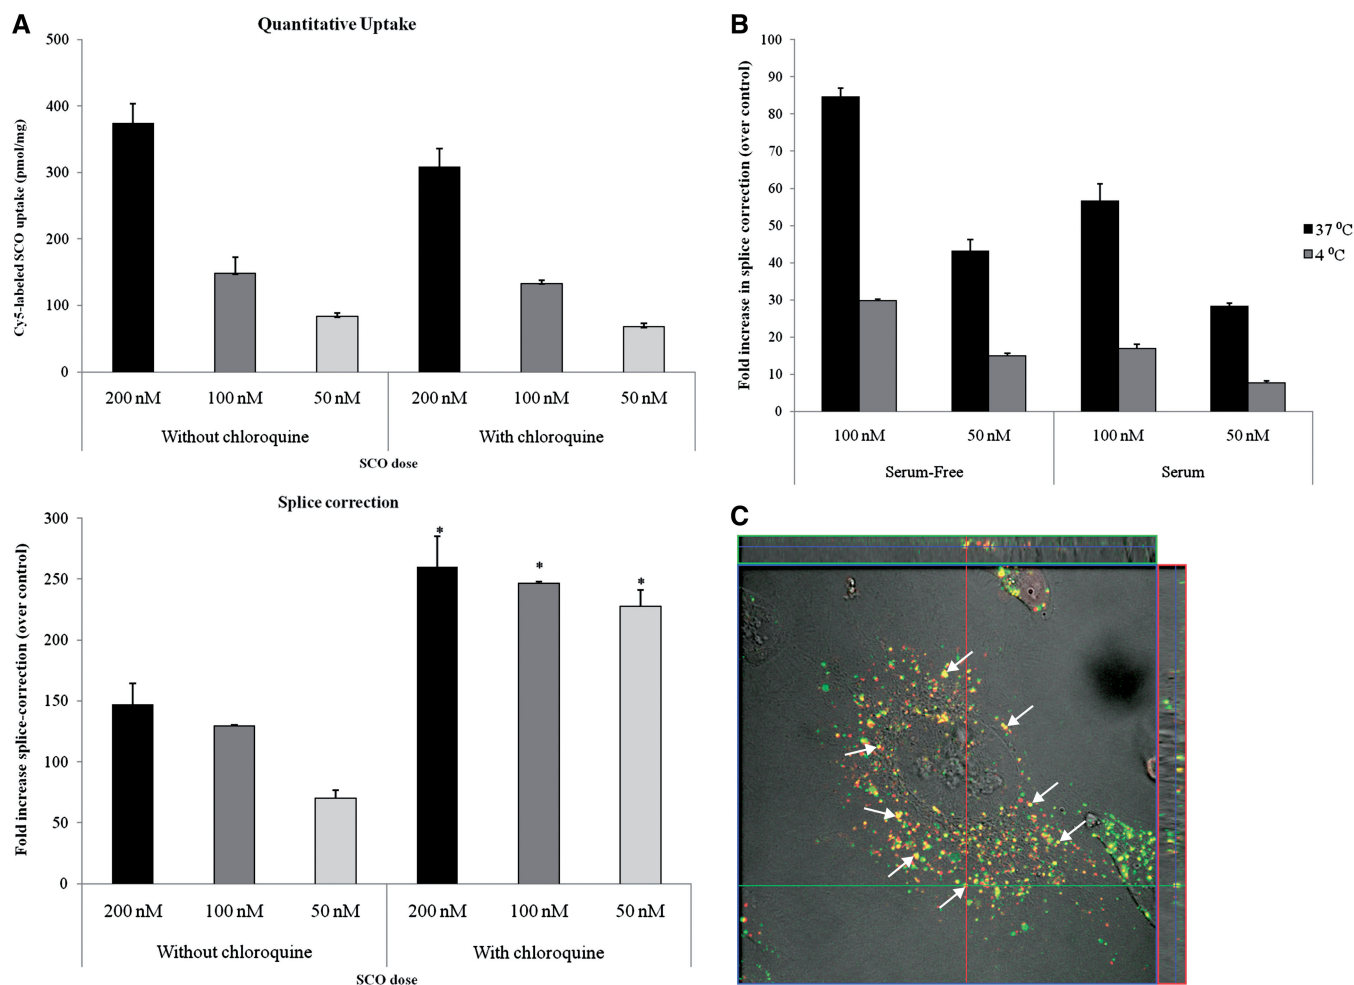 A
Quantitative Uptake
Cy5-labeled SCO uptake (pmol/mg)
500
400
300
200
100
0
200 nM 100 nM 50 nM 200 nM 100 nM 50 nM
Without chloroquine With chloroquine
SCO dose
Splice correction
Fold increase splice-correction (over control)
300
250
200
150
100
50
0
* * *
200 nM 100 nM 50 nM 200 nM 100 nM 50 nM
Without chloroquine With chloroquine
SCO dose
B
Fold increase in splice correction (over control)
100
90
80
70
60
50
40
30
20
10
0
37 ⁰C
4 ⁰C
100 nM 50 nM 100 nM 50 nM
Serum-Free Serum
C